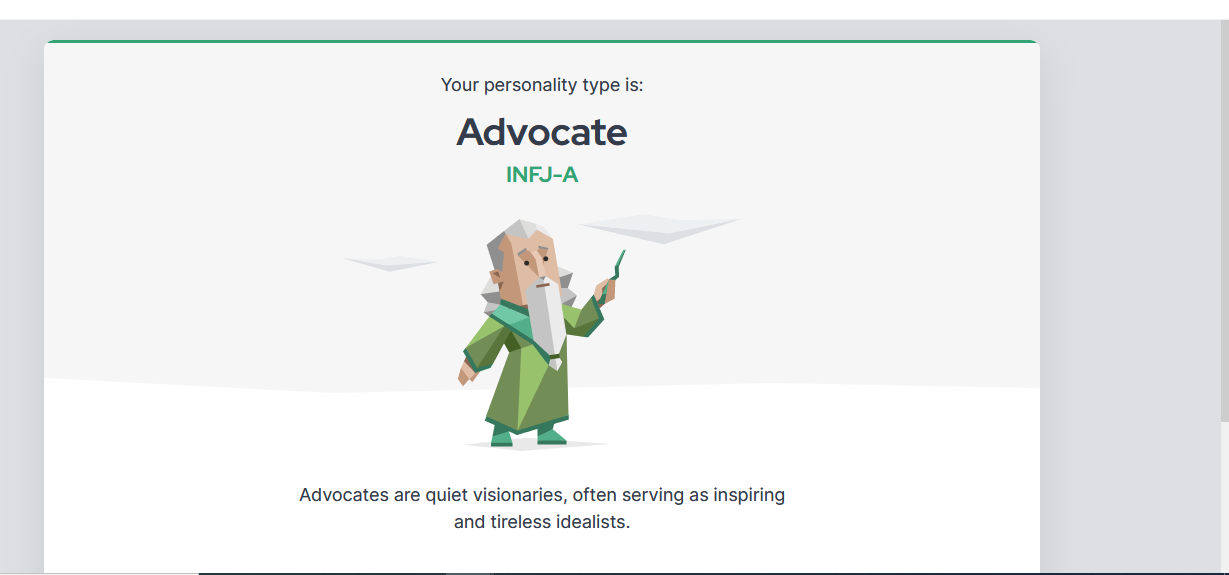 Your personality type is:
Advocate
INFJ-A
Advocates are quiet visionaries, often serving as inspiring
and tireless idealists.